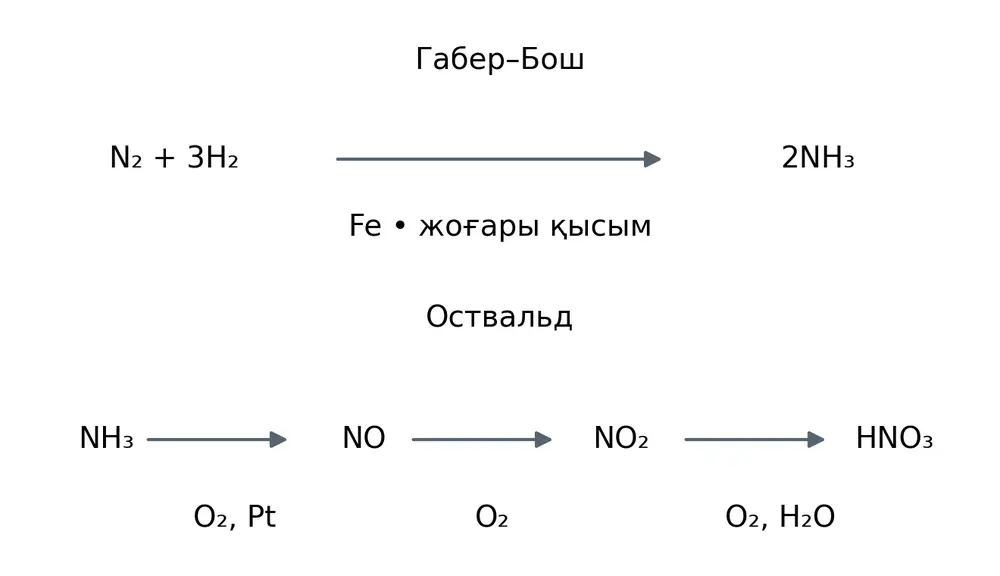 Габер–Бош
N₂ + 3H₂ 2NH₃
Fe • жоғары қысым
Оствальд
NH₃ NO NO₂ HNO₃
O₂, Pt O₂ O₂, H₂O